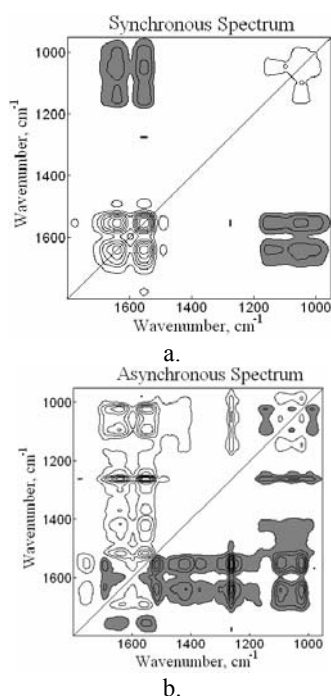 Synchronous Spectrum
1000
1200
1400
1600
Wavenumber, cm-1
1600 1400 1200 1000
Wavenumber, cm-1
a.
Asynchronous Spectrum
1000
1200
1400
1600
Wavenumber, cm-1
1600 1400 1200 1000
Wavenumber, cm-1
b.